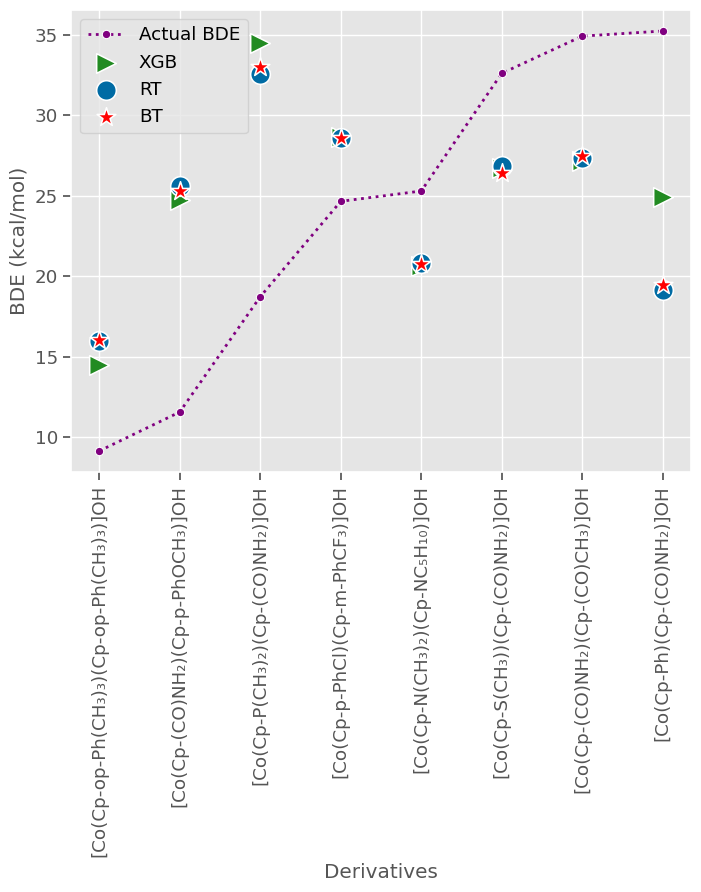 Actual BDE
XGB
RT
BT
35
30
25
20
15
10
BDE (kcal/mol)
[Co(Cp-op-Ph(CH₃)₃)(Cp-op-Ph(CH₃)₃)]OH
[Co(Cp-(CO)NH₂)(Cp-p-PhOCH₃)]OH
[Co(Cp-P(CH₃)₂)(Cp-(CO)NH₂)]OH
[Co(Cp-p-PhCl)(Cp-m-PhCF₃)]OH
[Co(Cp-N(CH₃)₂)(Cp-NC₅H₁₀)]OH
[Co(Cp-S(CH₃))(Cp-(CO)NH₂)]OH
[Co(Cp-(CO)NH₂)(Cp-(CO)CH₃)]OH
[Co(Cp-Ph)(Cp-(CO)NH₂)]OH
Derivatives